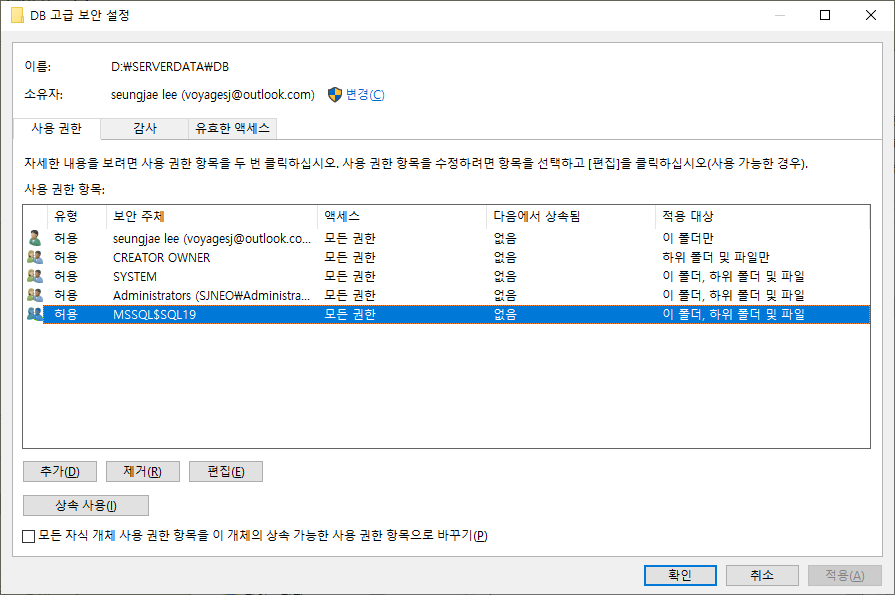 DB 고급 보안 설정
이름: D:\SERVERDATA\DB
소유자: seungjae lee (voyagesj@outlook.com) 변경(C)
사용 권한 감사 유효한 액세스
자세한 내용을 보려면 사용 권한 항목을 두 번 클릭하십시오. 사용 권한 항목을 수정하려면 항목을 선택하고 [편집]을 클릭하십시오(사용 가능한 경우).
사용 권한 항목:
유형 보안 주체 액세스 다음에서 상속됨 적용 대상
허용 seungjae lee (voyagesj@outlook.co... 모든 권한 없음 이 폴더만
허용 CREATOR OWNER 모든 권한 없음 하위 폴더 및 파일만
허용 SYSTEM 모든 권한 없음 이 폴더, 하위 폴더 및 파일
허용 Administrators (SJNEO\Administra... 모든 권한 없음 이 폴더, 하위 폴더 및 파일
허용 MSSQL$SQL19 모든 권한 없음 이 폴더, 하위 폴더 및 파일
추가(D) 제거(R) 편집(E)
상속 사용(I)
모든 자식 개체 사용 권한 항목을 이 개체의 상속 가능한 사용 권한 항목으로 바꾸기(P)
확인 취소 적용(A)